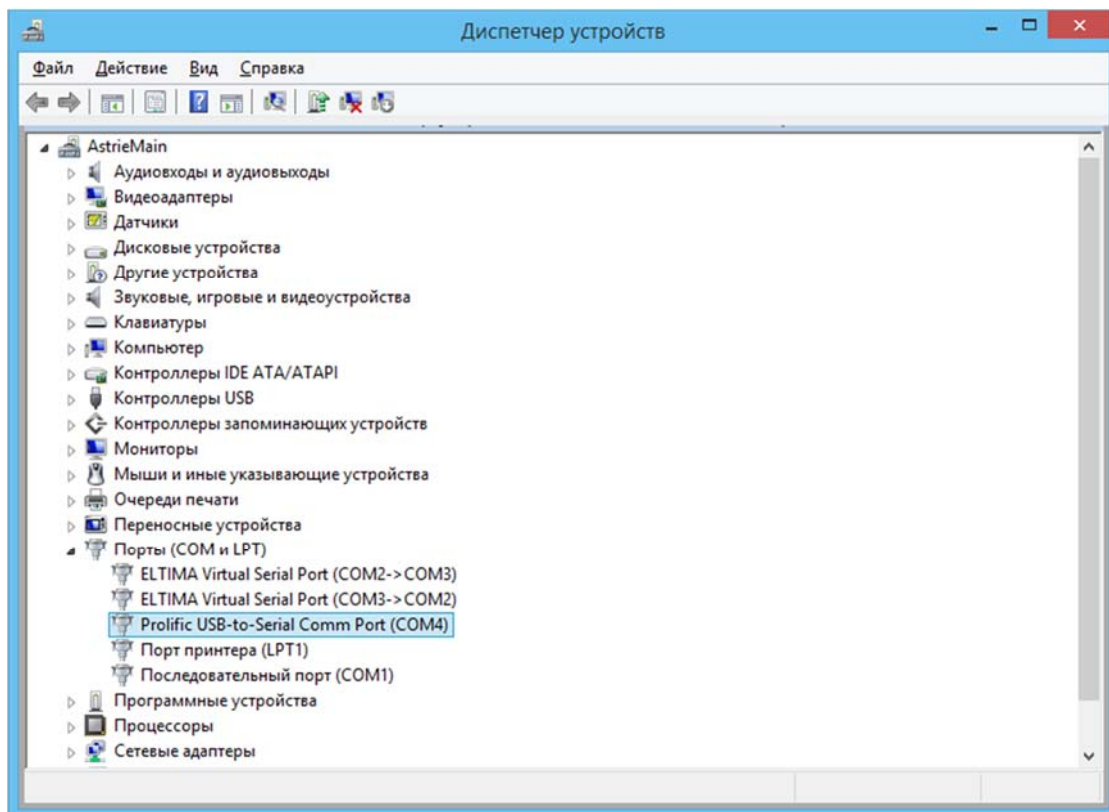 Диспетчер устройств
Файл Действие Вид Справка
AstrieMain
Аудиовходы и аудиовыходы
Видеоадаптеры
Датчики
Дисковые устройства
Другие устройства
Звуковые, игровые и видеоустройства
Клавиатуры
Компьютер
Контроллеры IDE ATA/ATAPI
Контроллеры USB
Контроллеры запоминающих устройств
Мониторы
Мыши и иные указывающие устройства
Очереди печати
Переносные устройства
Порты (COM и LPT)
ELTIMA Virtual Serial Port (COM2->COM3)
ELTIMA Virtual Serial Port (COM3->COM2)
Prolific USB-to-Serial Comm Port (COM4)
Порт принтера (LPT1)
Последовательный порт (COM1)
Программные устройства
Процессоры
Сетевые адаптеры